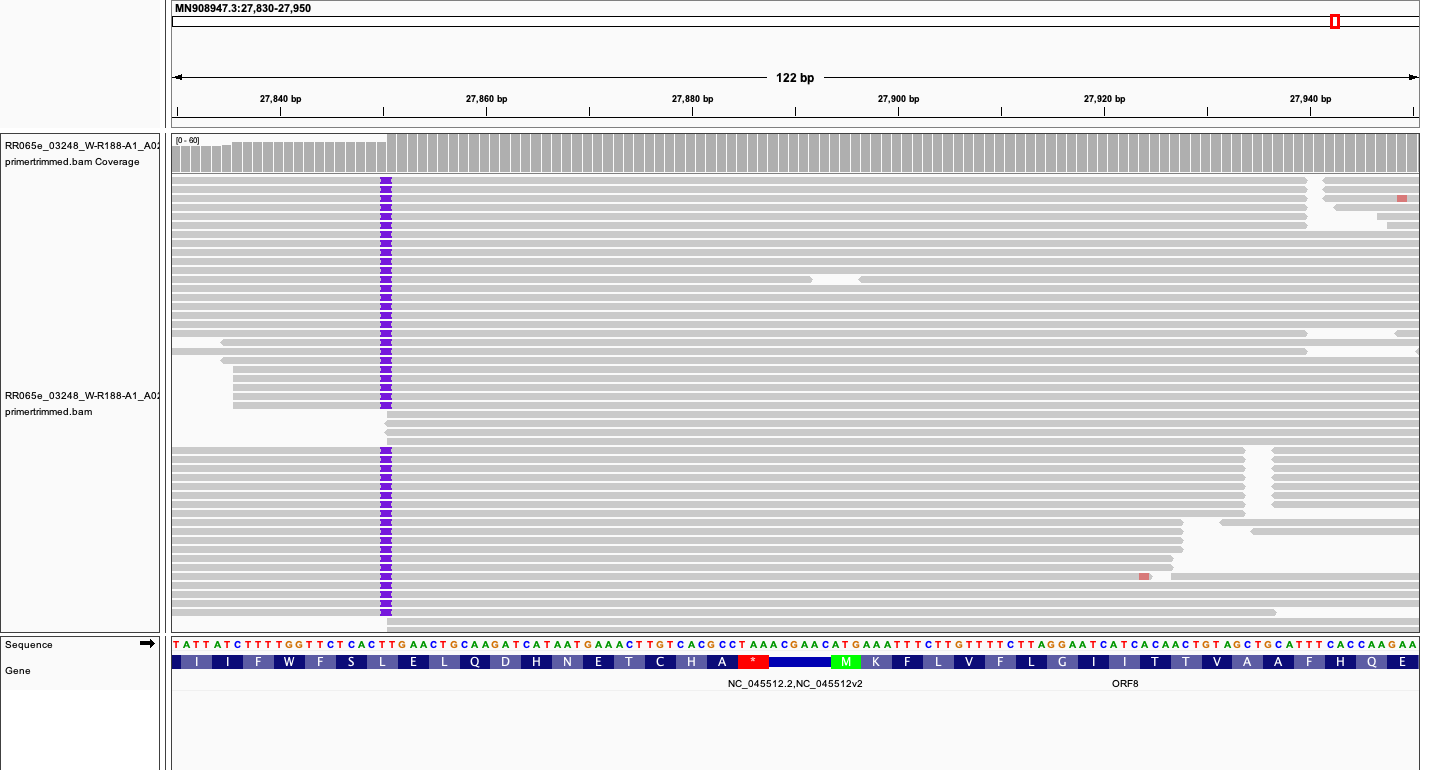 MN908947.3:27,830-27,950
122 bp
27,840 bp 27,860 bp 27,880 bp 27,900 bp 27,920 bp 27,940 bp
[0 - 60]
RR065e_03248_W-R188-A1_A02
primertrimmed.bam Coverage
RR065e_03248_W-R188-A1_A02
primertrimmed.bam
Sequence
TATTATCTTTTGGTTCTCACTTGAACTGCAAGATCATAATGAAACTTGTCACGCCTAAACGAACATGAAATTTCTTGTTTTCTTAGGAATCATCACAACTGTAGCTGCATTTCACCAAGAA
Gene
I I F W F S L E L Q D H N E T C H A * M K F L V F L G I I T T V A A F H Q E
NC_045512.2,NC_045512v2 ORF8